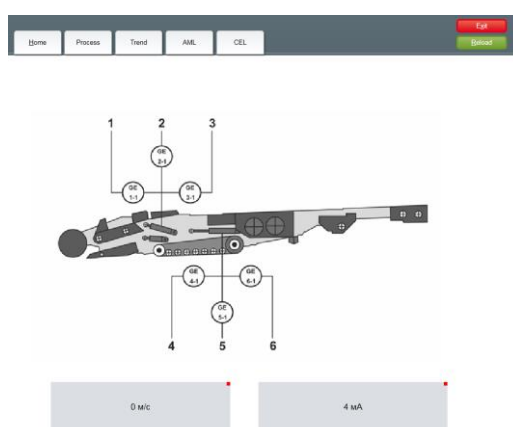 Exit
Home Process Trend AML CEL
Reload
1 2 3
GE
2-1
GE GE
1-1 3-1
GE GE
4-1 6-1
GE
5-1
4 5 6
0 м/с 4 мА